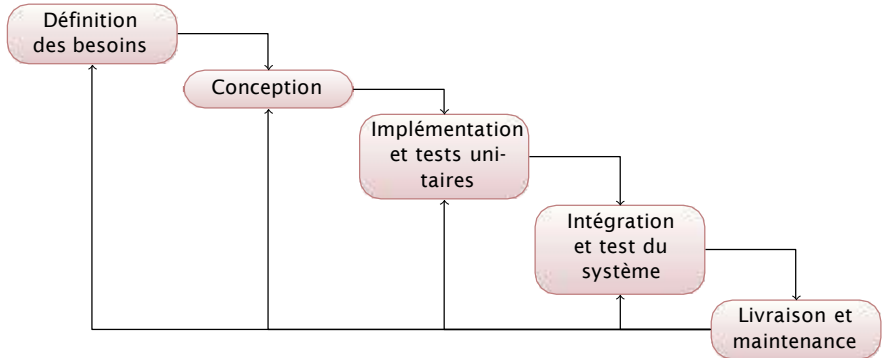 Définition
des besoins
Conception
Implémentation
et tests uni-
taires
Intégration
et test du
système
Livraison et
maintenance